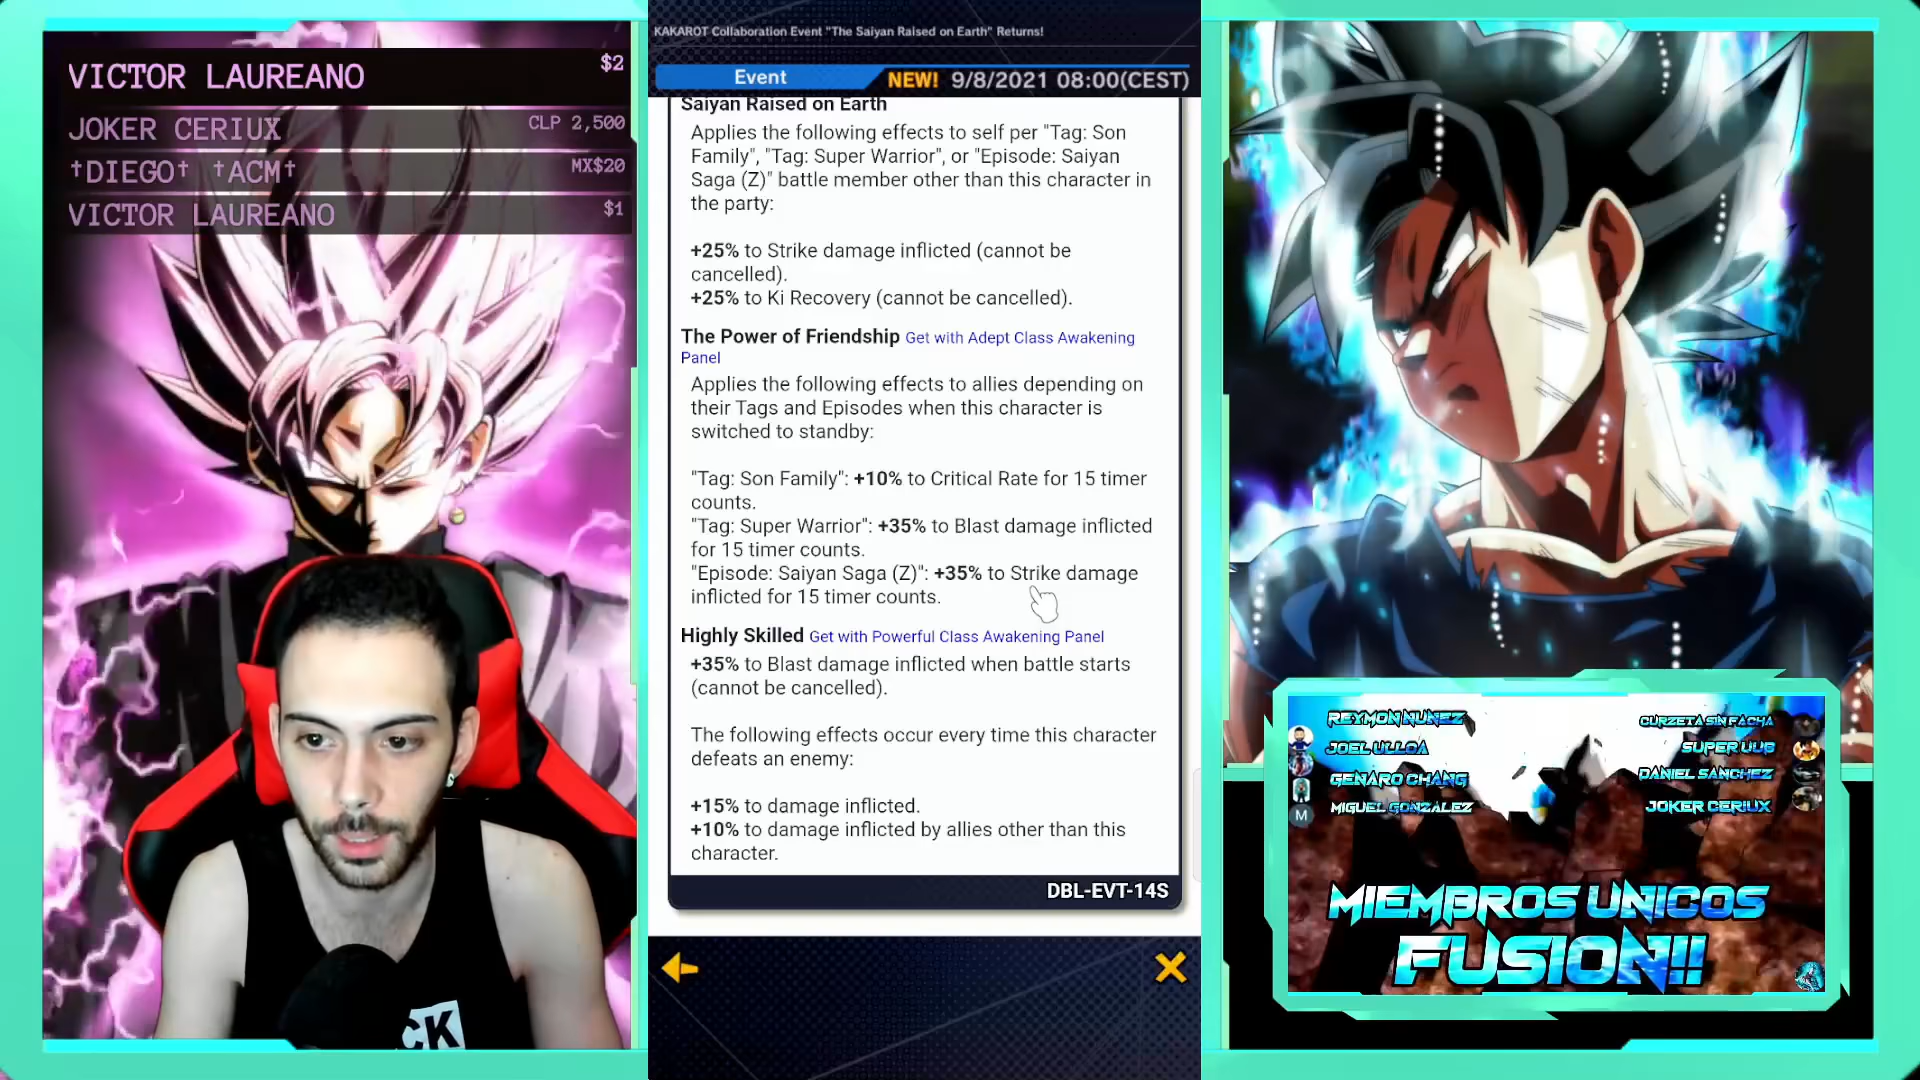 VICTOR LAUREANO $2
JOKER CERIUX CLP 2,500
†DIEGO† †ACM† MX$20
VICTOR LAUREANO $1
KAKAROT Collaboration Event "The Saiyan Raised on Earth" Returns!
Event NEW! 9/8/2021 08:00(CEST)
Saiyan Raised on Earth
Applies the following effects to self per "Tag: Son
Family", "Tag: Super Warrior", or "Episode: Saiyan
Saga (Z)" battle member other than this character in
the party:
+25% to Strike damage inflicted (cannot be
cancelled).
+25% to Ki Recovery (cannot be cancelled).
The Power of Friendship Get with Adept Class Awakening
Panel
Applies the following effects to allies depending on
their Tags and Episodes when this character is
switched to standby:
"Tag: Son Family": +10% to Critical Rate for 15 timer
counts.
"Tag: Super Warrior": +35% to Blast damage inflicted
for 15 timer counts.
"Episode: Saiyan Saga (Z)": +35% to Strike damage
inflicted for 15 timer counts.
Highly Skilled Get with Powerful Class Awakening Panel
+35% to Blast damage inflicted when battle starts
(cannot be cancelled).
The following effects occur every time this character
defeats an enemy:
+15% to damage inflicted.
+10% to damage inflicted by allies other than this
character.
DBL-EVT-14S
CK
REYMON NUÑEZ
JOEL ULLOA
GENARO CHANG
M MIGUEL GONZALEZ
CURZETA SIN FACHA
SUPER UUB
DANIEL SANCHEZ
JOKER CERIUX
MIEMBROS UNICOS
FUSION!!